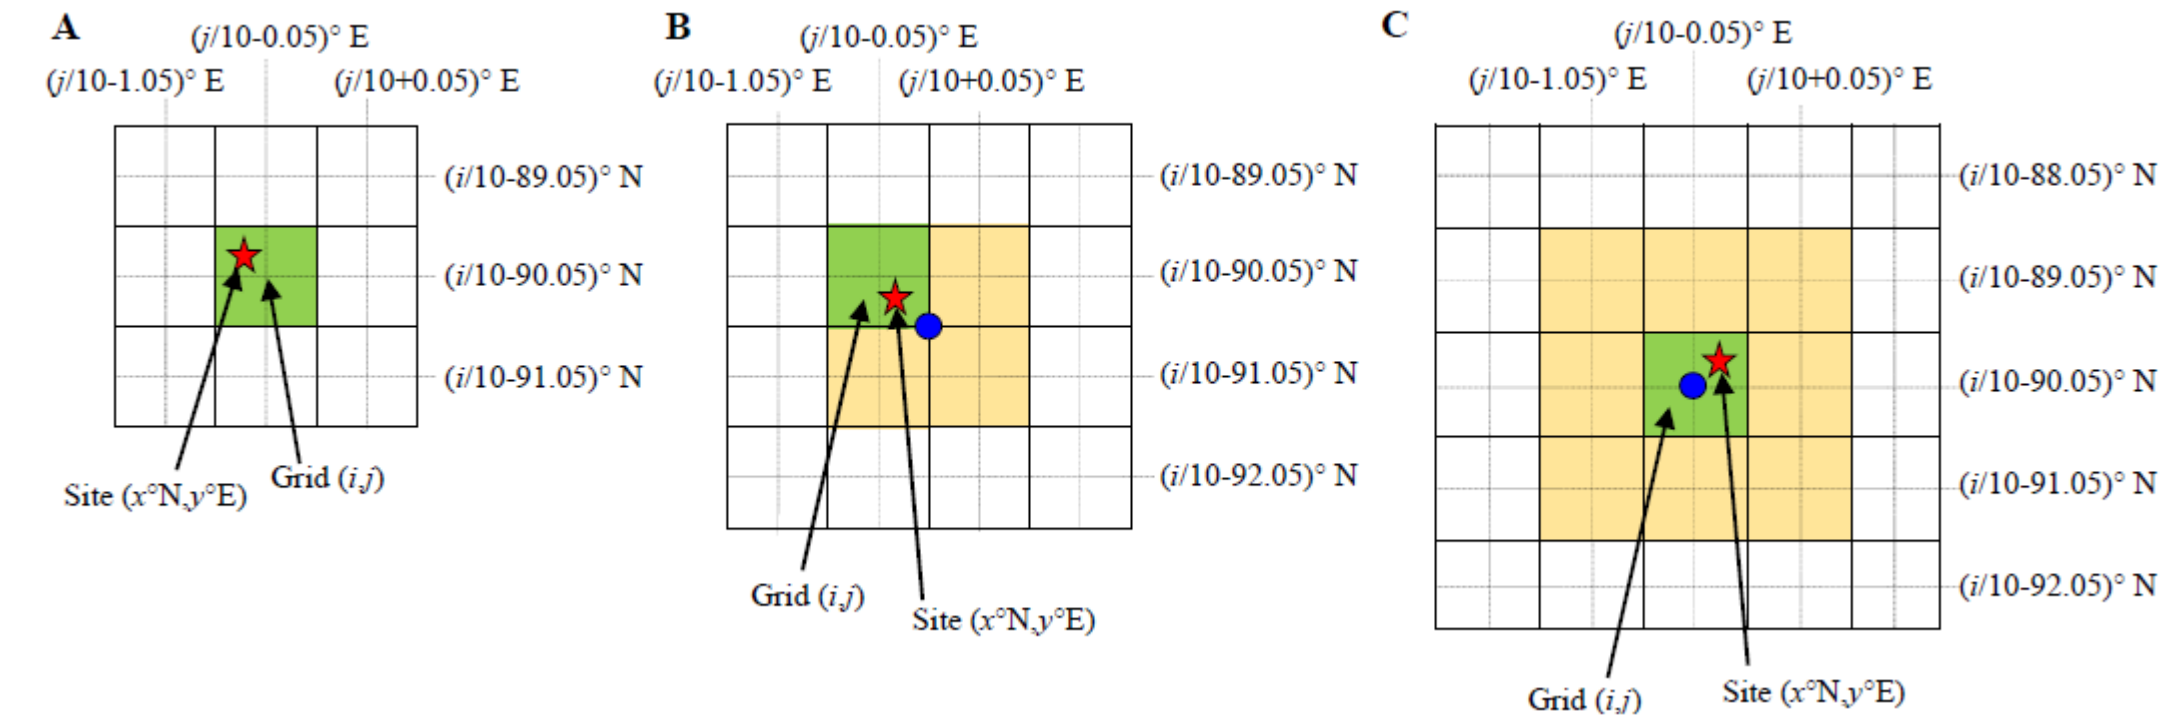 A
(j/10-0.05)° E
(j/10-1.05)° E
(j/10+0.05)° E
(i/10-89.05)° N
(i/10-90.05)° N
(i/10-91.05)° N
Site (x°N,y°E)
Grid (i,j)
B
(j/10-0.05)° E
(j/10-1.05)° E
(j/10+0.05)° E
(i/10-89.05)° N
(i/10-90.05)° N
(i/10-91.05)° N
(i/10-92.05)° N
Grid (i,j)
Site (x°N,y°E)
C
(j/10-0.05)° E
(j/10-1.05)° E
(j/10+0.05)° E
(i/10-88.05)° N
(i/10-89.05)° N
(i/10-90.05)° N
(i/10-91.05)° N
(i/10-92.05)° N
Grid (i,j)
Site (x°N,y°E)